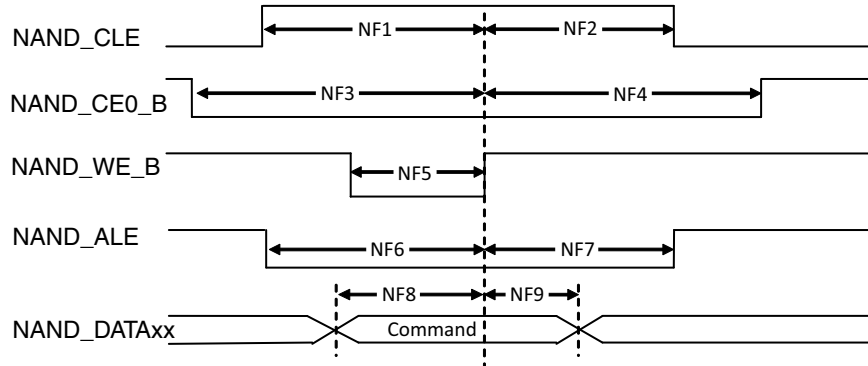 NAND_CLE
NF1
NF2
NAND_CE0_B
NF3
NF4
NAND_WE_B
NF5
NAND_ALE
NF6
NF7
NF8
NF9
NAND_DATAxx
Command